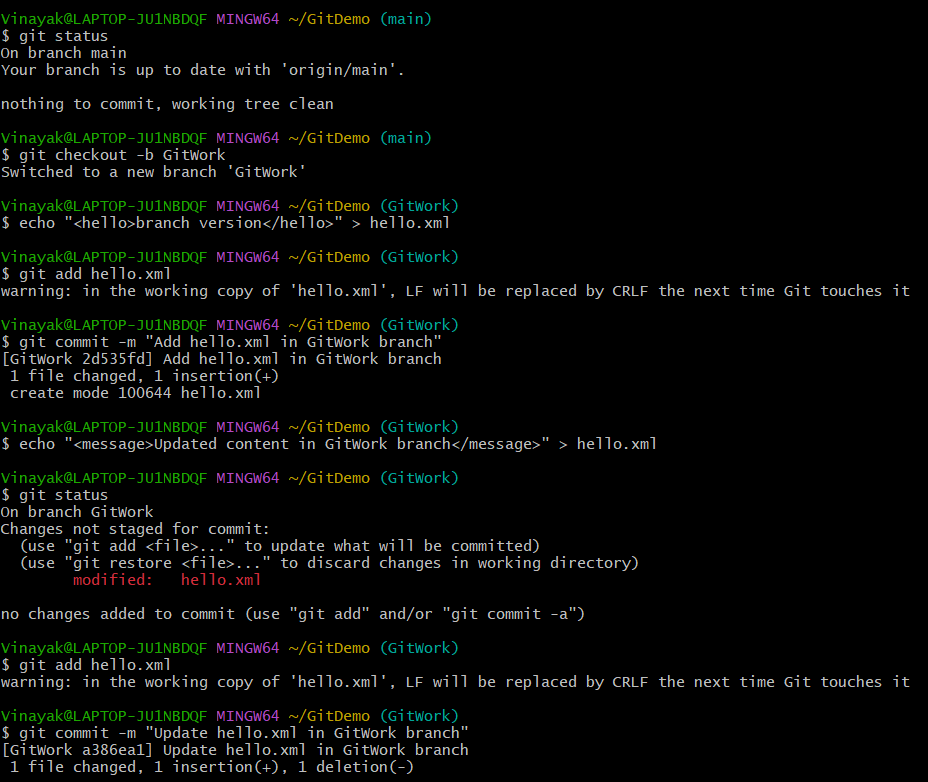 Vinayak@LAPTOP-JU1NBDQF MINGW64 ~/GitDemo (main)
$ git status
On branch main
Your branch is up to date with 'origin/main'.

nothing to commit, working tree clean

Vinayak@LAPTOP-JU1NBDQF MINGW64 ~/GitDemo (main)
$ git checkout -b GitWork
Switched to a new branch 'GitWork'

Vinayak@LAPTOP-JU1NBDQF MINGW64 ~/GitDemo (GitWork)
$ echo "<hello>branch version</hello>" > hello.xml

Vinayak@LAPTOP-JU1NBDQF MINGW64 ~/GitDemo (GitWork)
$ git add hello.xml
warning: in the working copy of 'hello.xml', LF will be replaced by CRLF the next time Git touches it

Vinayak@LAPTOP-JU1NBDQF MINGW64 ~/GitDemo (GitWork)
$ git commit -m "Add hello.xml in GitWork branch"
[GitWork 2d535fd] Add hello.xml in GitWork branch
 1 file changed, 1 insertion(+)
 create mode 100644 hello.xml

Vinayak@LAPTOP-JU1NBDQF MINGW64 ~/GitDemo (GitWork)
$ echo "<message>Updated content in GitWork branch</message>" > hello.xml

Vinayak@LAPTOP-JU1NBDQF MINGW64 ~/GitDemo (GitWork)
$ git status
On branch GitWork
Changes not staged for commit:
  (use "git add <file>..." to update what will be committed)
  (use "git restore <file>..." to discard changes in working directory)
        modified:   hello.xml

no changes added to commit (use "git add" and/or "git commit -a")

Vinayak@LAPTOP-JU1NBDQF MINGW64 ~/GitDemo (GitWork)
$ git add hello.xml
warning: in the working copy of 'hello.xml', LF will be replaced by CRLF the next time Git touches it

Vinayak@LAPTOP-JU1NBDQF MINGW64 ~/GitDemo (GitWork)
$ git commit -m "Update hello.xml in GitWork branch"
[GitWork a386ea1] Update hello.xml in GitWork branch
 1 file changed, 1 insertion(+), 1 deletion(-)